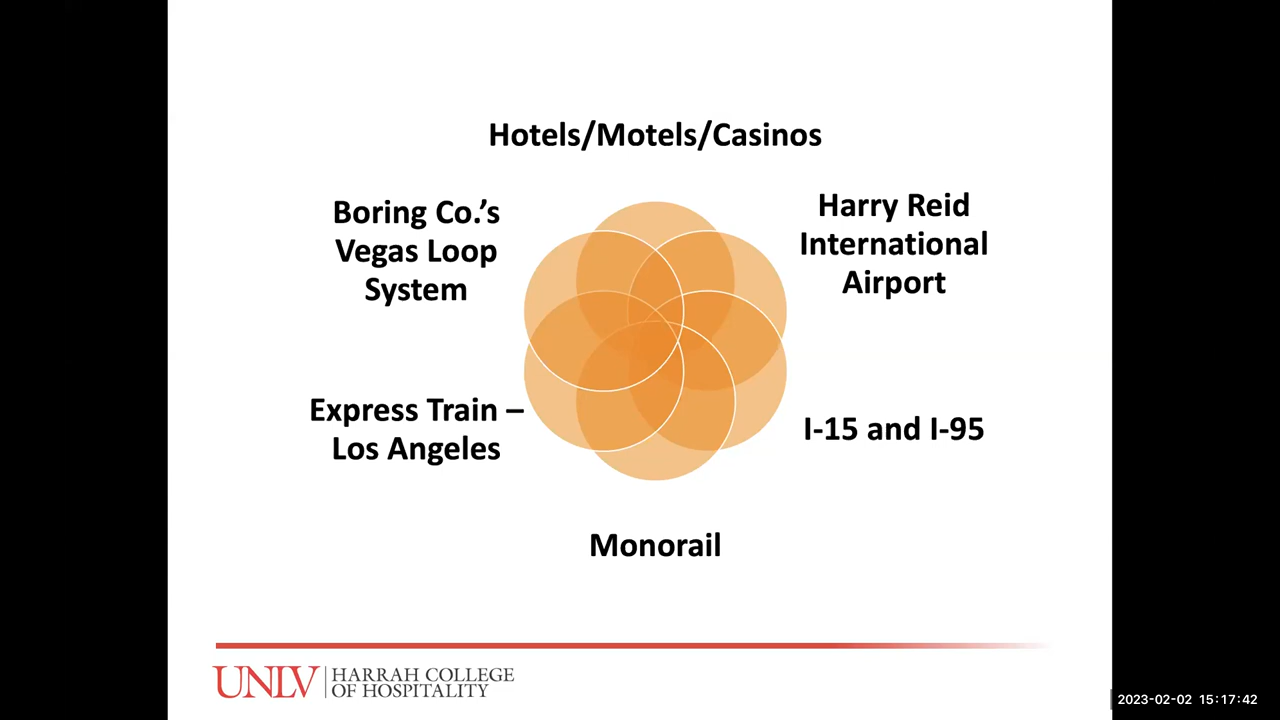 Hotels/Motels/Casinos
Boring Co.’s
Vegas Loop
System
Harry Reid
International
Airport
Express Train –
Los Angeles
I-15 and I-95
Monorail
UNLV
HARRAH COLLEGE
OF HOSPITALITY
2023-02-02 15:17:42